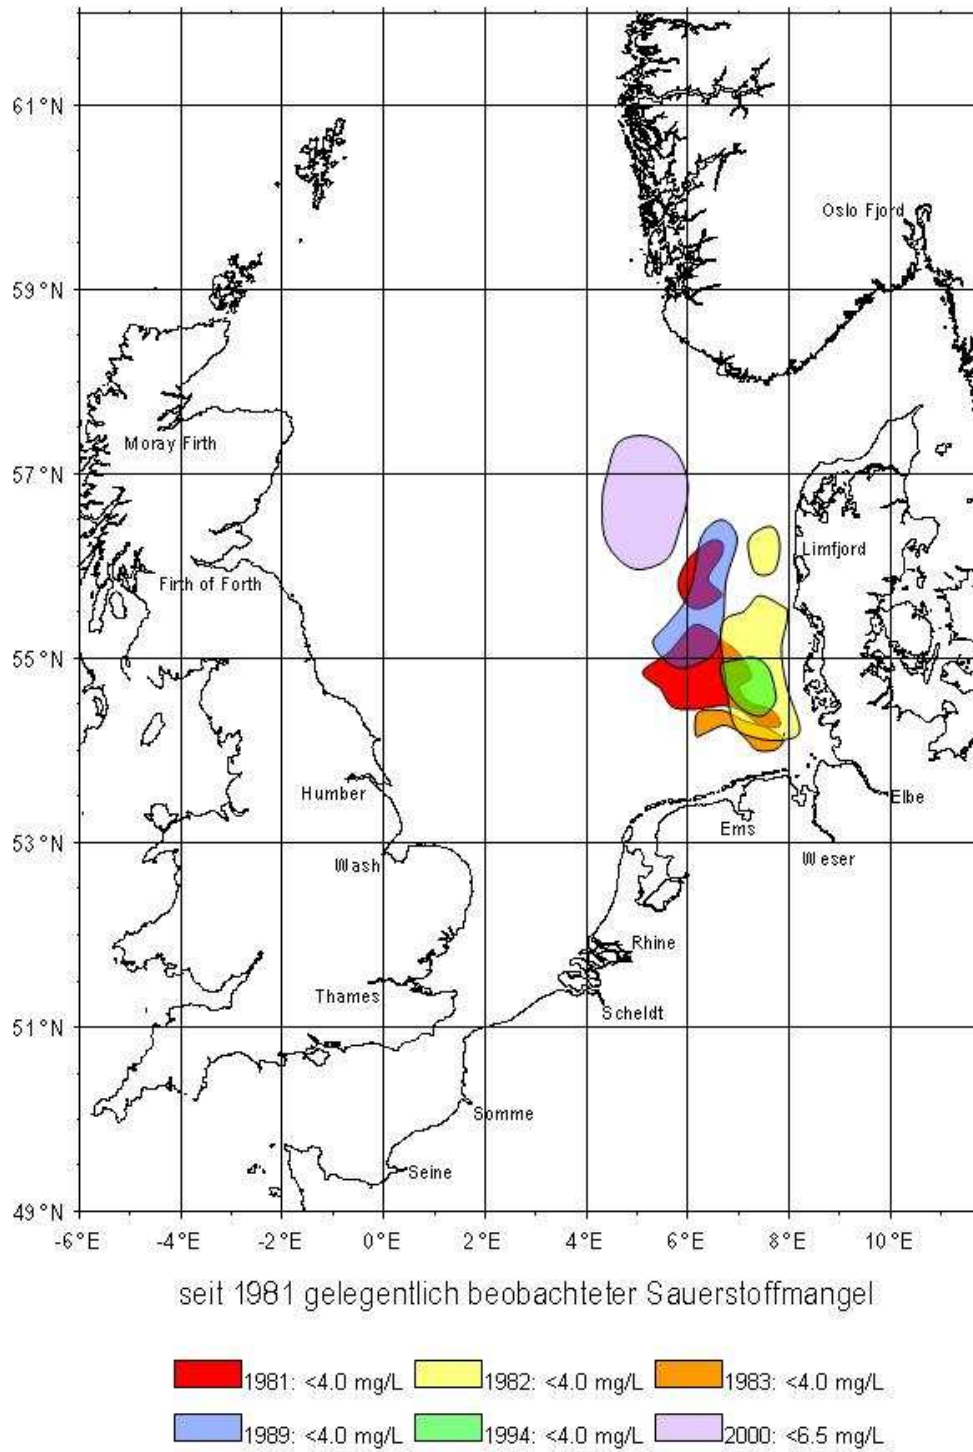 61°N
Oslo Fjord
59°N
Moray Firth
57°N
Limfjord
Firth of Forth
55°N
Humber
Elbe
Ems
53°N
Wash
Weser
Rhine
Thames
Scheldt
51°N
Somme
Seine
49°N
-6°E -4°E -2°E 0°E 2°E 4°E 6°E 8°E 10°E
seit 1981 gelegentlich beobachteter Sauerstoffmangel
1981: <4.0 mg/L 1982: <4.0 mg/L 1983: <4.0 mg/L
1989: <4.0 mg/L 1994: <4.0 mg/L 2000: <6.5 mg/L